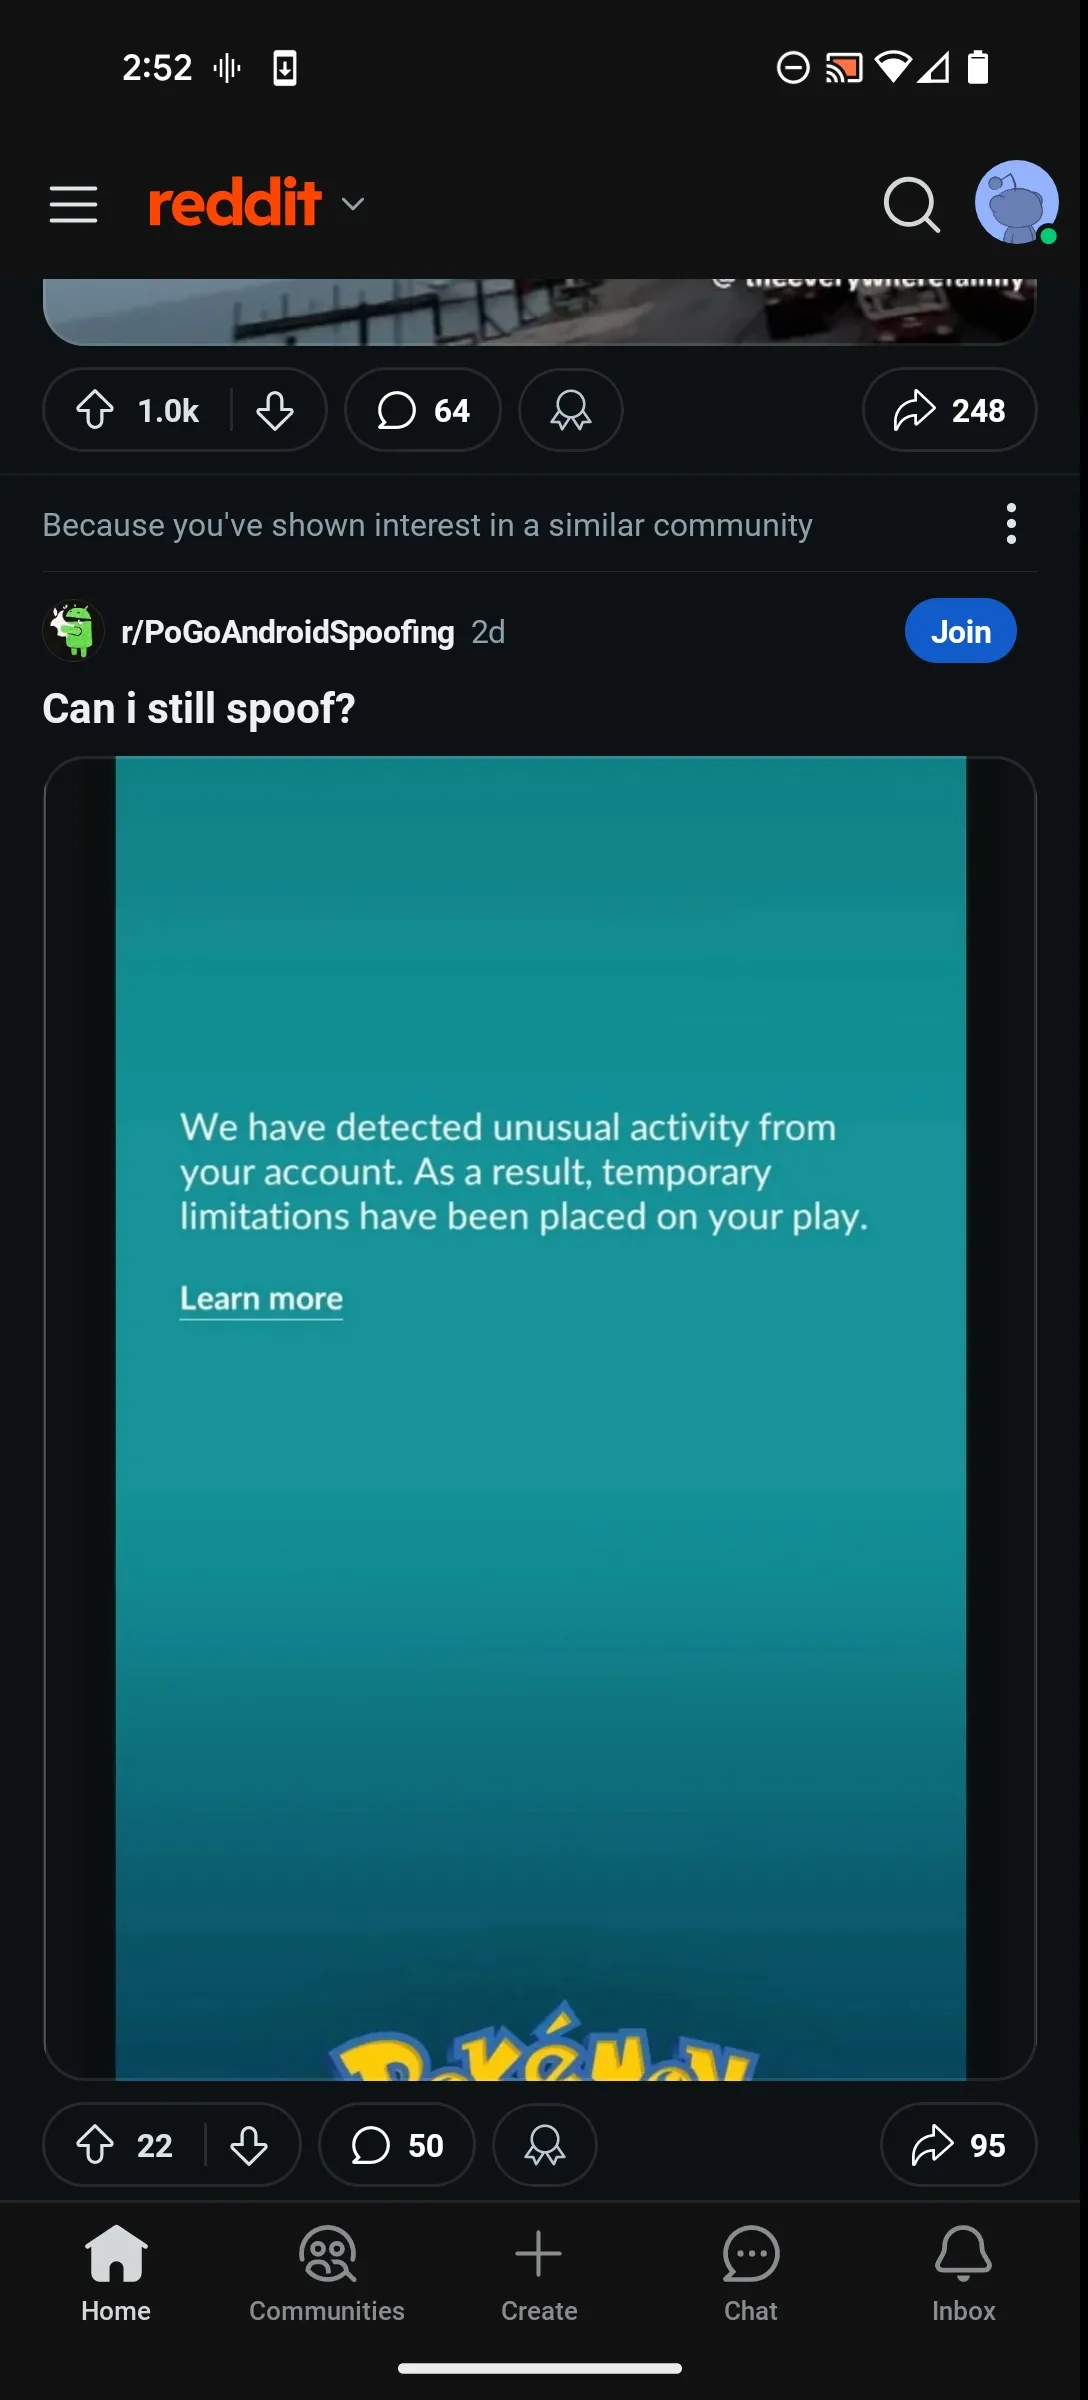 2:52
reddit
@theeverywherefamily
1.0k
64
248
Because you've shown interest in a similar community
r/PoGoAndroidSpoofing 2d
Join
Can i still spoof?
We have detected unusual activity from
your account. As a result, temporary
limitations have been placed on your play.
Learn more
POKéMON
22
50
95
Home
Communities
Create
Chat
Inbox